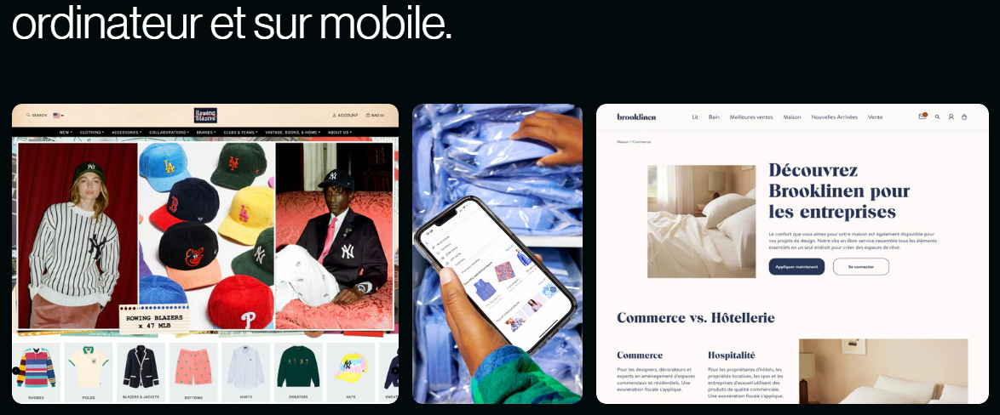 ordinateur et sur mobile.
SEARCH
Rowing Blazers
ACCOUNT
BAG (0)
NEW
CLOTHING
ACCESSORIES
COLLABORATIONS
BRANDS
CLUBS & TEAMS
VINTAGE, BOOKS, & HOME
ABOUT US
ROWING BLAZERS
x 47 MLB
RUGBIES
POLOS
BLAZERS & JACKETS
BOTTOMS
SHIRTS
SWEATERS
HATS
SWEAT
brooklinen
Lit
Bain
Meilleures ventes
Maison
Nouvelles Arrivées
Vente
Maison / Commerce
Découvrez
Brooklinen pour
les entreprises
Le confort que vous aimez pour votre maison est également disponible pour
vos projets de design. Notre site en libre-service rassemble tous les éléments
essentiels en un seul endroit pour créer des espaces de rêve.
Appliquer maintenant
Se connecter
Commerce vs. Hôtellerie
Commerce
Pour les designers, décorateurs et
experts en aménagement d'espaces
commerciaux et résidentiels. Une
exonération fiscale s'applique.
Hospitalité
Pour les propriétaires d'hôtels, les
propriétés locatives, les spas et les
entreprises d'accueil utilisant des
produits de qualité commerciale.
Une exonération fiscale s'applique.